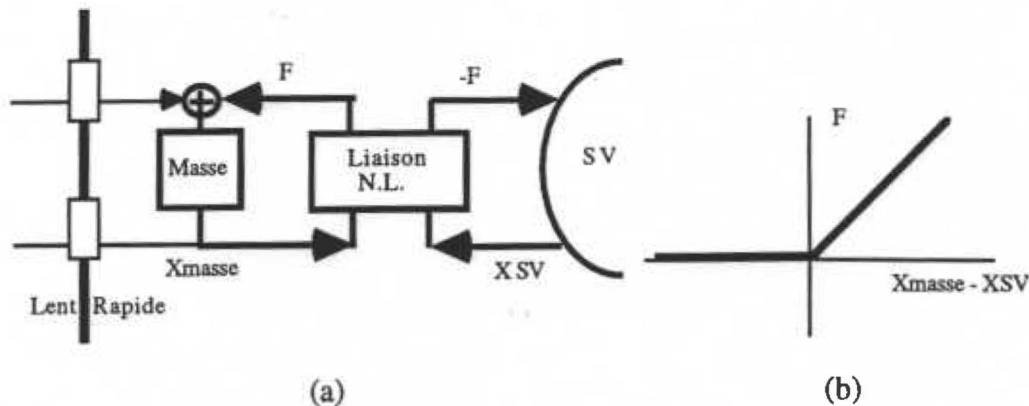 F
-F
F
Masse
Liaison
N.L.
S V
Xmasse
X SV
Xmasse - XSV
Lent
Rapide
(a)
(b)